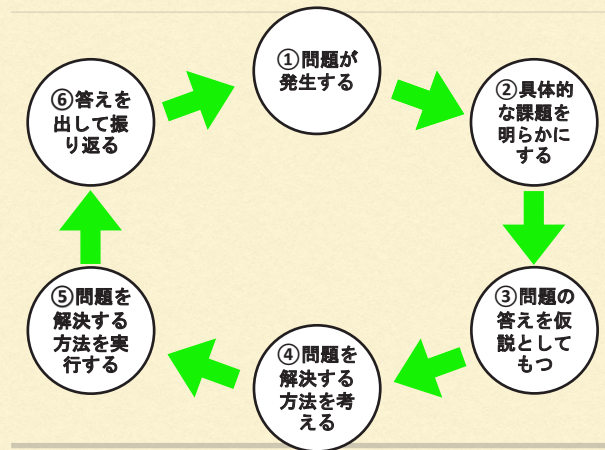 ①問題が
発生する
②具体的
な課題を
明らかに
する
③問題の
答えを仮
説として
もつ
④問題を
解決する
方法を考
える
⑤問題を
解決する
方法を実
行する
⑥答えを
出して振
り返る